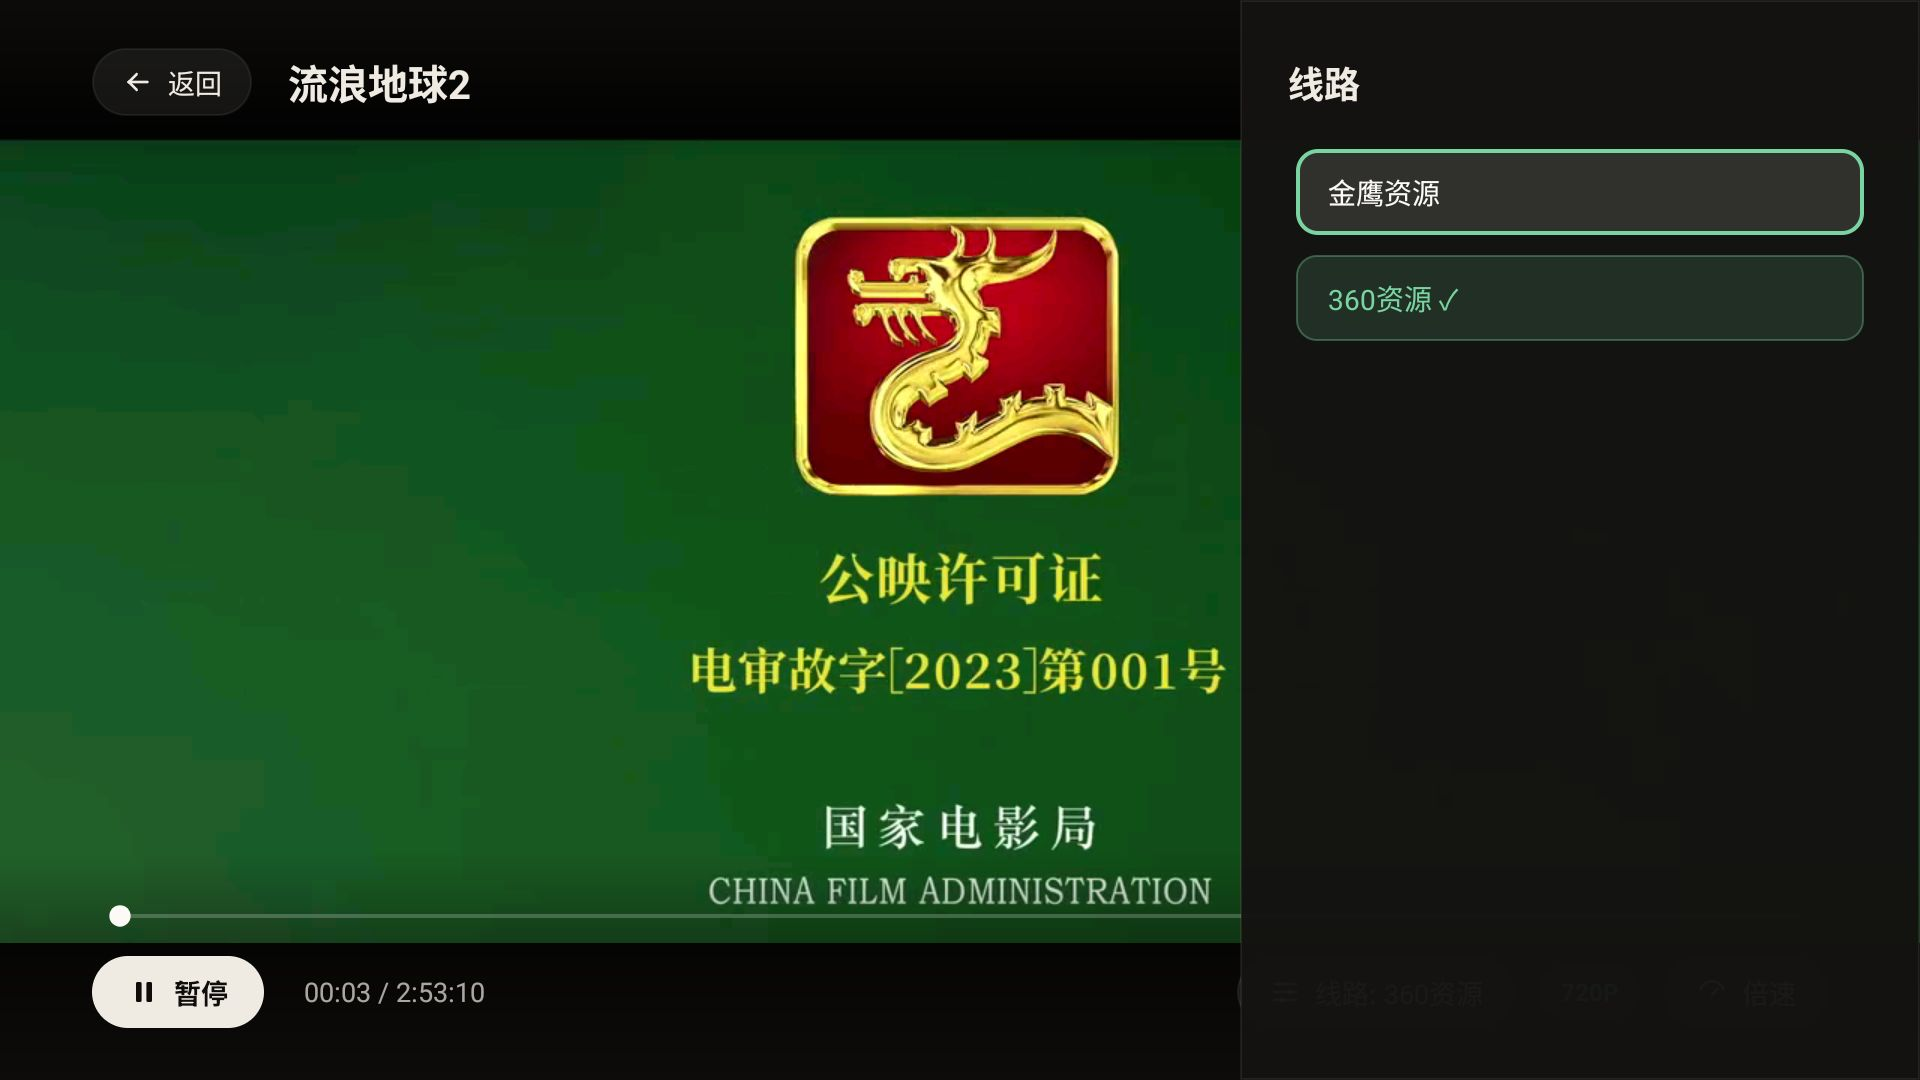 返回
流浪地球2
线路
金鹰资源
360资源 ✓
公映许可证
电审故字[2023]第001号
国家电影局
CHINA FILM ADMINISTRATION
暂停
00:03 / 2:53:10
线路: 360资源
720P
倍速